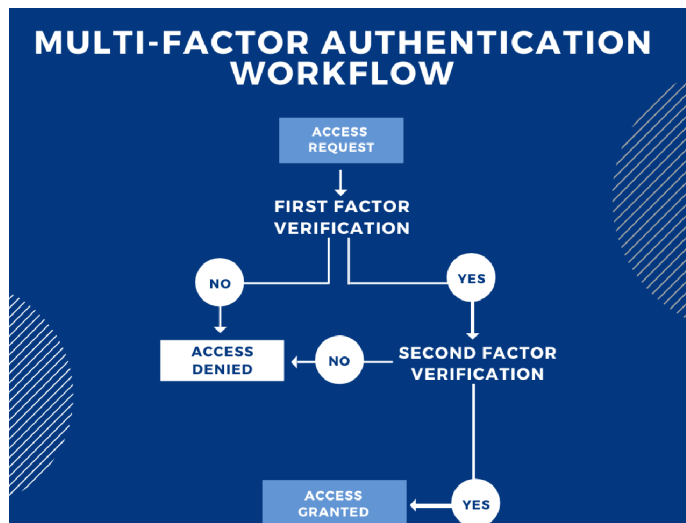 MULTI-FACTOR AUTHENTICATION
WORKFLOW
ACCESS
REQUEST
FIRST FACTOR
VERIFICATION
NO
YES
ACCESS
DENIED
NO
SECOND FACTOR
VERIFICATION
ACCESS
GRANTED
YES